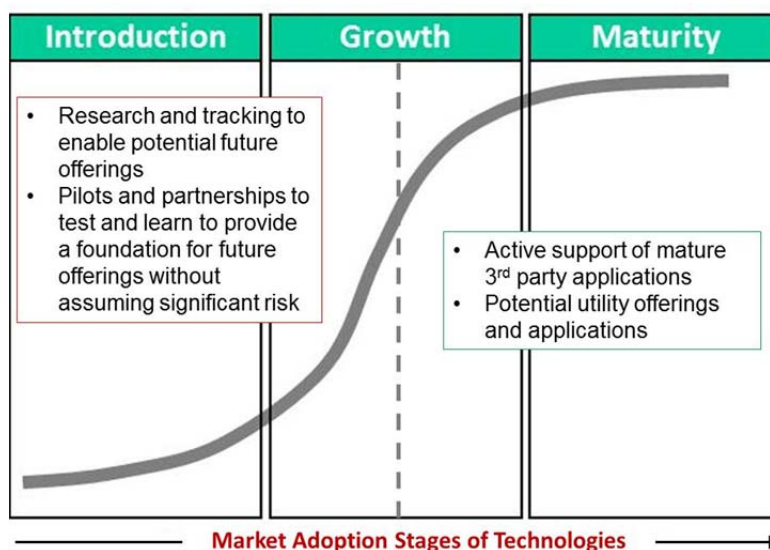 Introduction
Growth
Maturity
• Research and tracking to
enable potential future
offerings
• Pilots and partnerships to
test and learn to provide
a foundation for future
offerings without
assuming significant risk
• Active support of mature
3rd party applications
• Potential utility offerings
and applications
Market Adoption Stages of Technologies